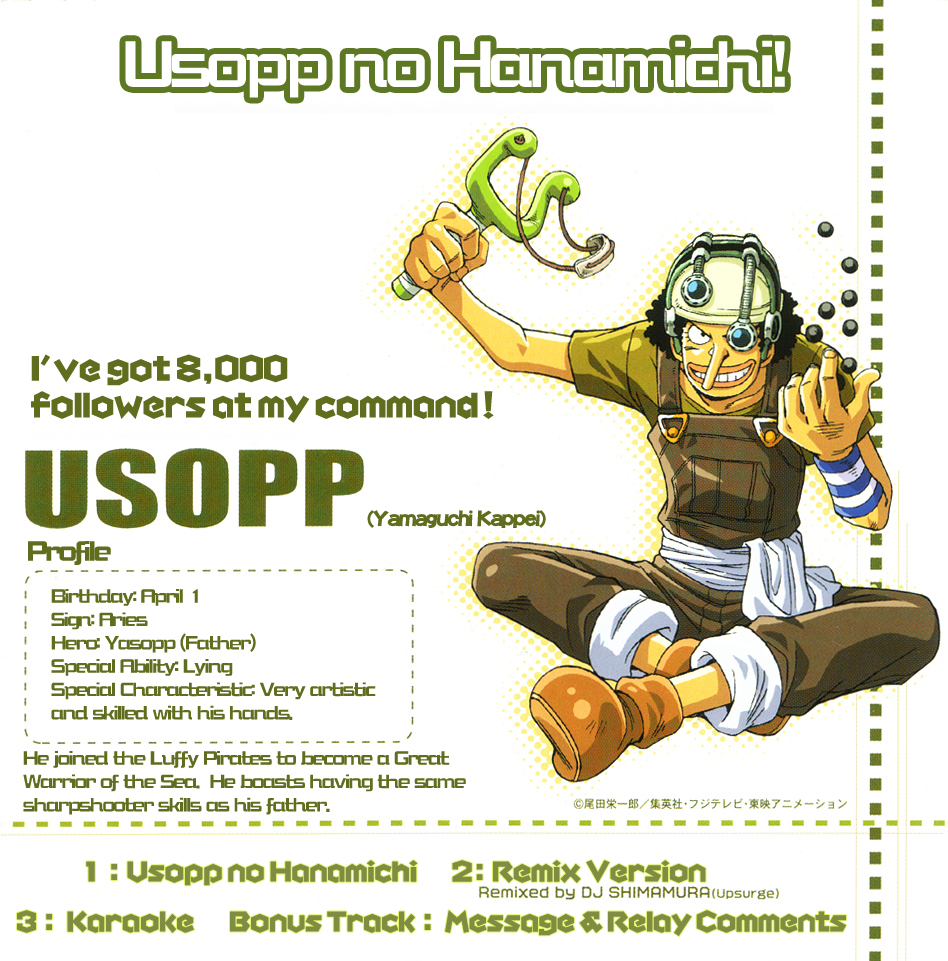 Usopp no Hanamichi!
I've got 8,000
followers at my command!
USOPP
(Yamaguchi Kappei)
Profile
Birthday: April 1
Sign: Aries
Hero: Yasopp (Father)
Special Ability: Lying
Special Characteristic: Very artistic
and skilled with his hands.
He joined the Luffy Pirates to become a Great
Warrior of the Sea. He boasts having the same
sharpshooter skills as his father.
©尾田栄一郎／集英社・フジテレビ・東映アニメーション
1 : Usopp no Hanamichi 2: Remix Version
Remixed by DJ SHIMAMURA(Upsurge)
3 : Karaoke Bonus Track : Message & Relay Comments